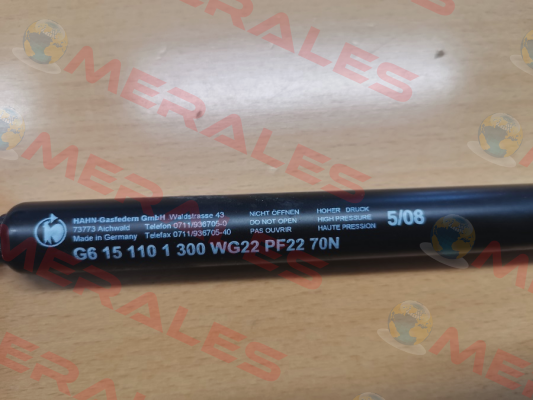 HAHN-Gasfedern GmbH Waldstrasse 43
73773 Aichwald Telefon 0711/936705-0
Made in Germany Telefax 0711/936705-40
NICHT ÖFFNEN
DO NOT OPEN
PAS OUVRIR
HOHER DRUCK
HIGH PRESSURE
HAUTE PRESSION
5/08
G6 15 110 1 300 WG22 PF22 70N
MERALES
MERALES
MERALES